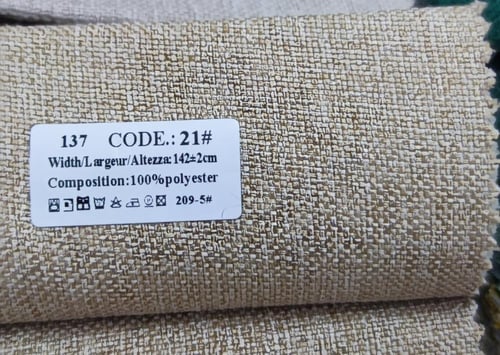 137 CODE.: 21#
Width/Largeur/Altezza: 142±2cm
Composition:100%polyester
209-5#